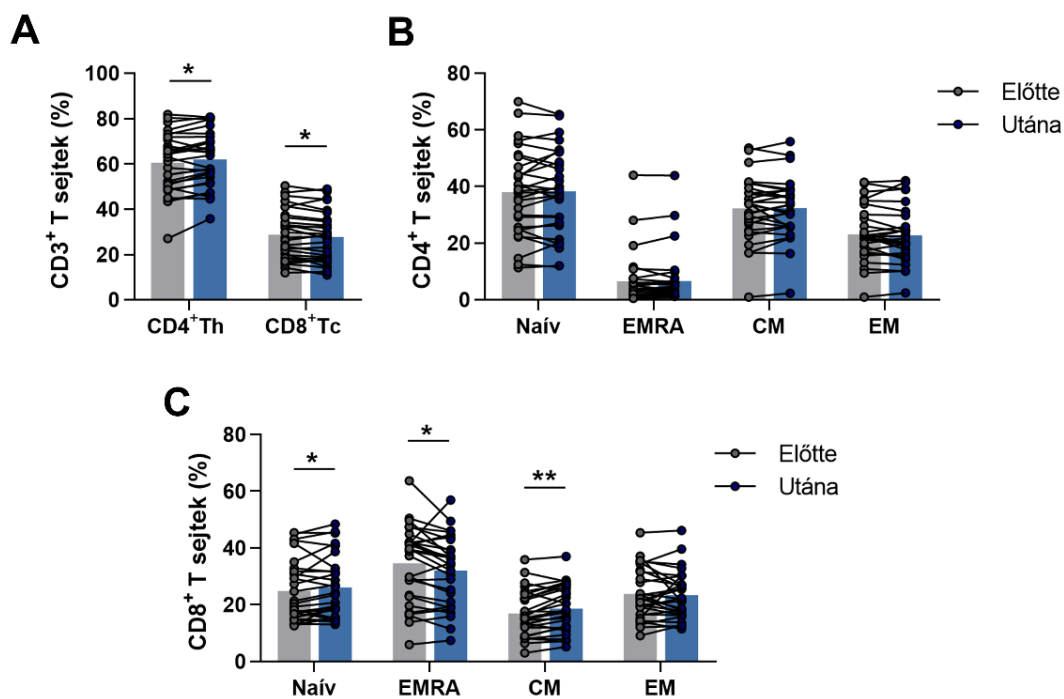 A
CD3⁺ T sejtek (%)
100
80
60
40
20
0
*
*
CD4⁺Th
CD8⁺Tc
B
CD4⁺ T sejtek (%)
80
60
40
20
0
Naív
EMRA
CM
EM
Előtte
Utána
C
CD8⁺ T sejtek (%)
80
60
40
20
0
*
*
**
Naív
EMRA
CM
EM
Előtte
Utána